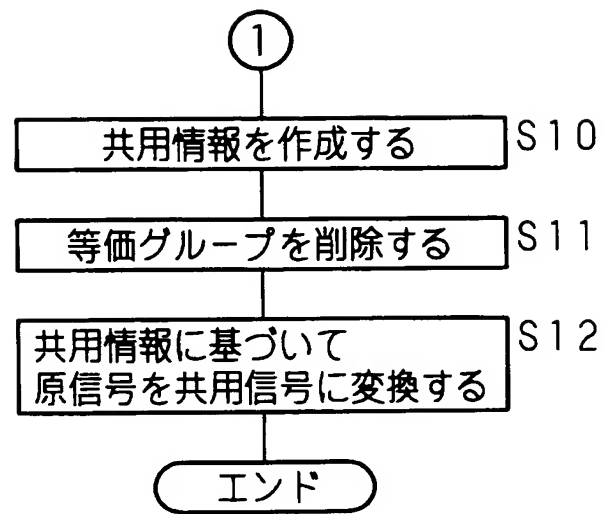 1
共用情報を作成する S10
等価グループを削除する S11
共用情報に基づいて S12
原信号を共用信号に変換する
エンド